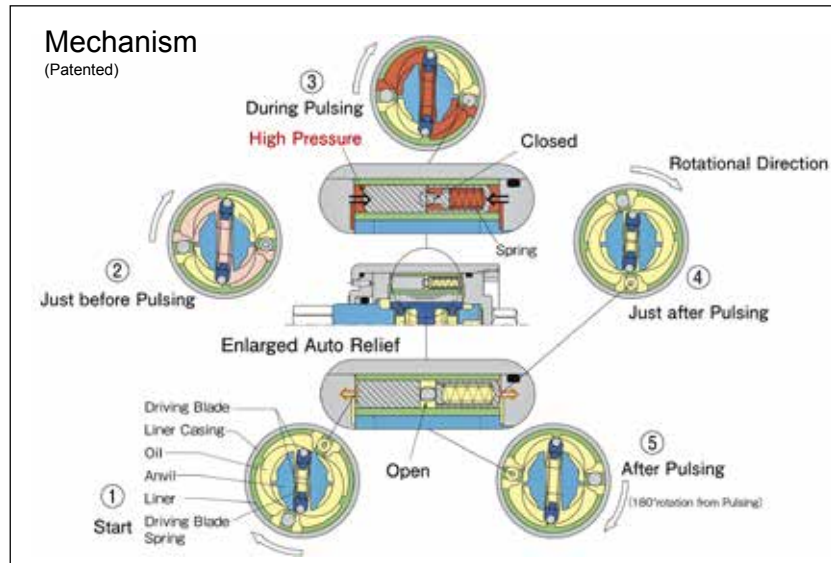 Mechanism
(Patented)
③
During Pulsing
High Pressure
Closed
Rotational Direction
Spring
②
Just before Pulsing
④
Just after Pulsing
Enlarged Auto Relief
Driving Blade
Liner Casing
Oil
Anvil
Liner
Driving Blade
Spring
①
Start
Open
⑤
After Pulsing
(180°rotation from Pulsing)